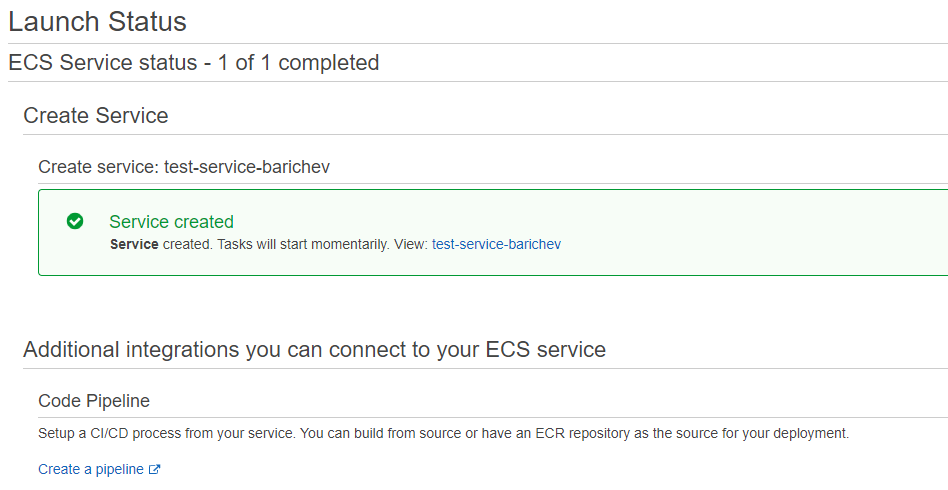 Launch Status
ECS Service status - 1 of 1 completed
Create Service
Create service: test-service-barichev
Service created
Service created. Tasks will start momentarily. View: test-service-barichev
Additional integrations you can connect to your ECS service
Code Pipeline
Setup a CI/CD process from your service. You can build from source or have an ECR repository as the source for your deployment.
Create a pipeline